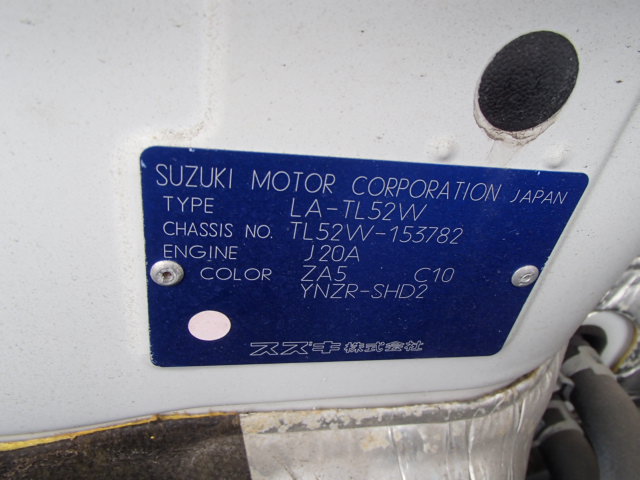 SUZUKI MOTOR CORPORATION JAPAN
TYPE LA-TL52W
CHASSIS NO. TL52W-153782
ENGINE J20A
COLOR ZA5 C10
YNZR-SHD2
スズキ株式会社